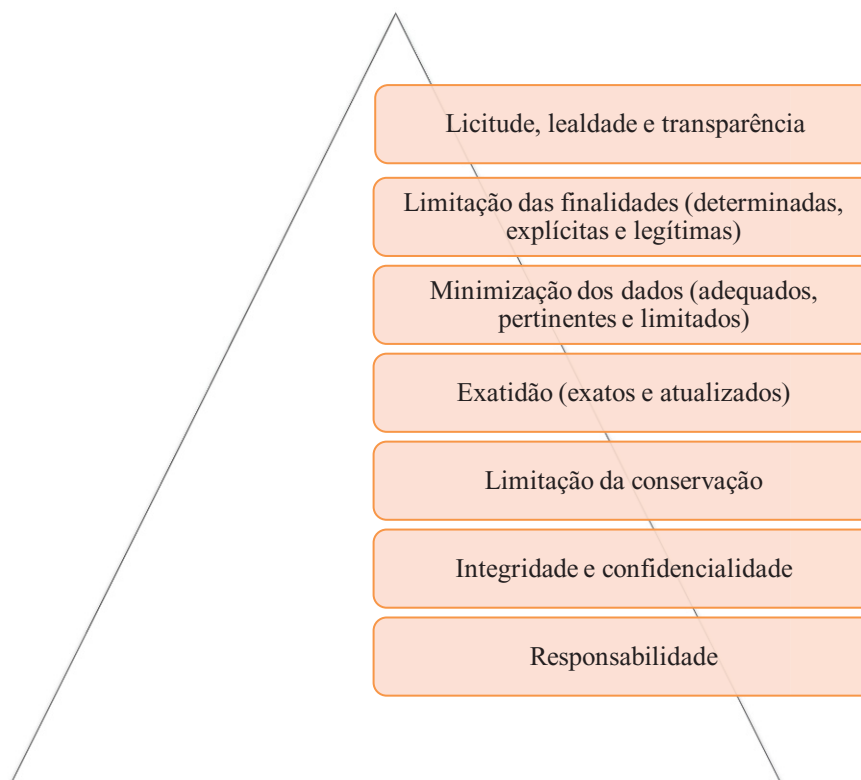 Licitude, lealdade e transparência
Limitação das finalidades (determinadas,
explícitas e legítimas)
Minimização dos dados (adequados,
pertinentes e limitados)
Exatidão (exatos e atualizados)
Limitação da conservação
Integridade e confidencialidade
Responsabilidade